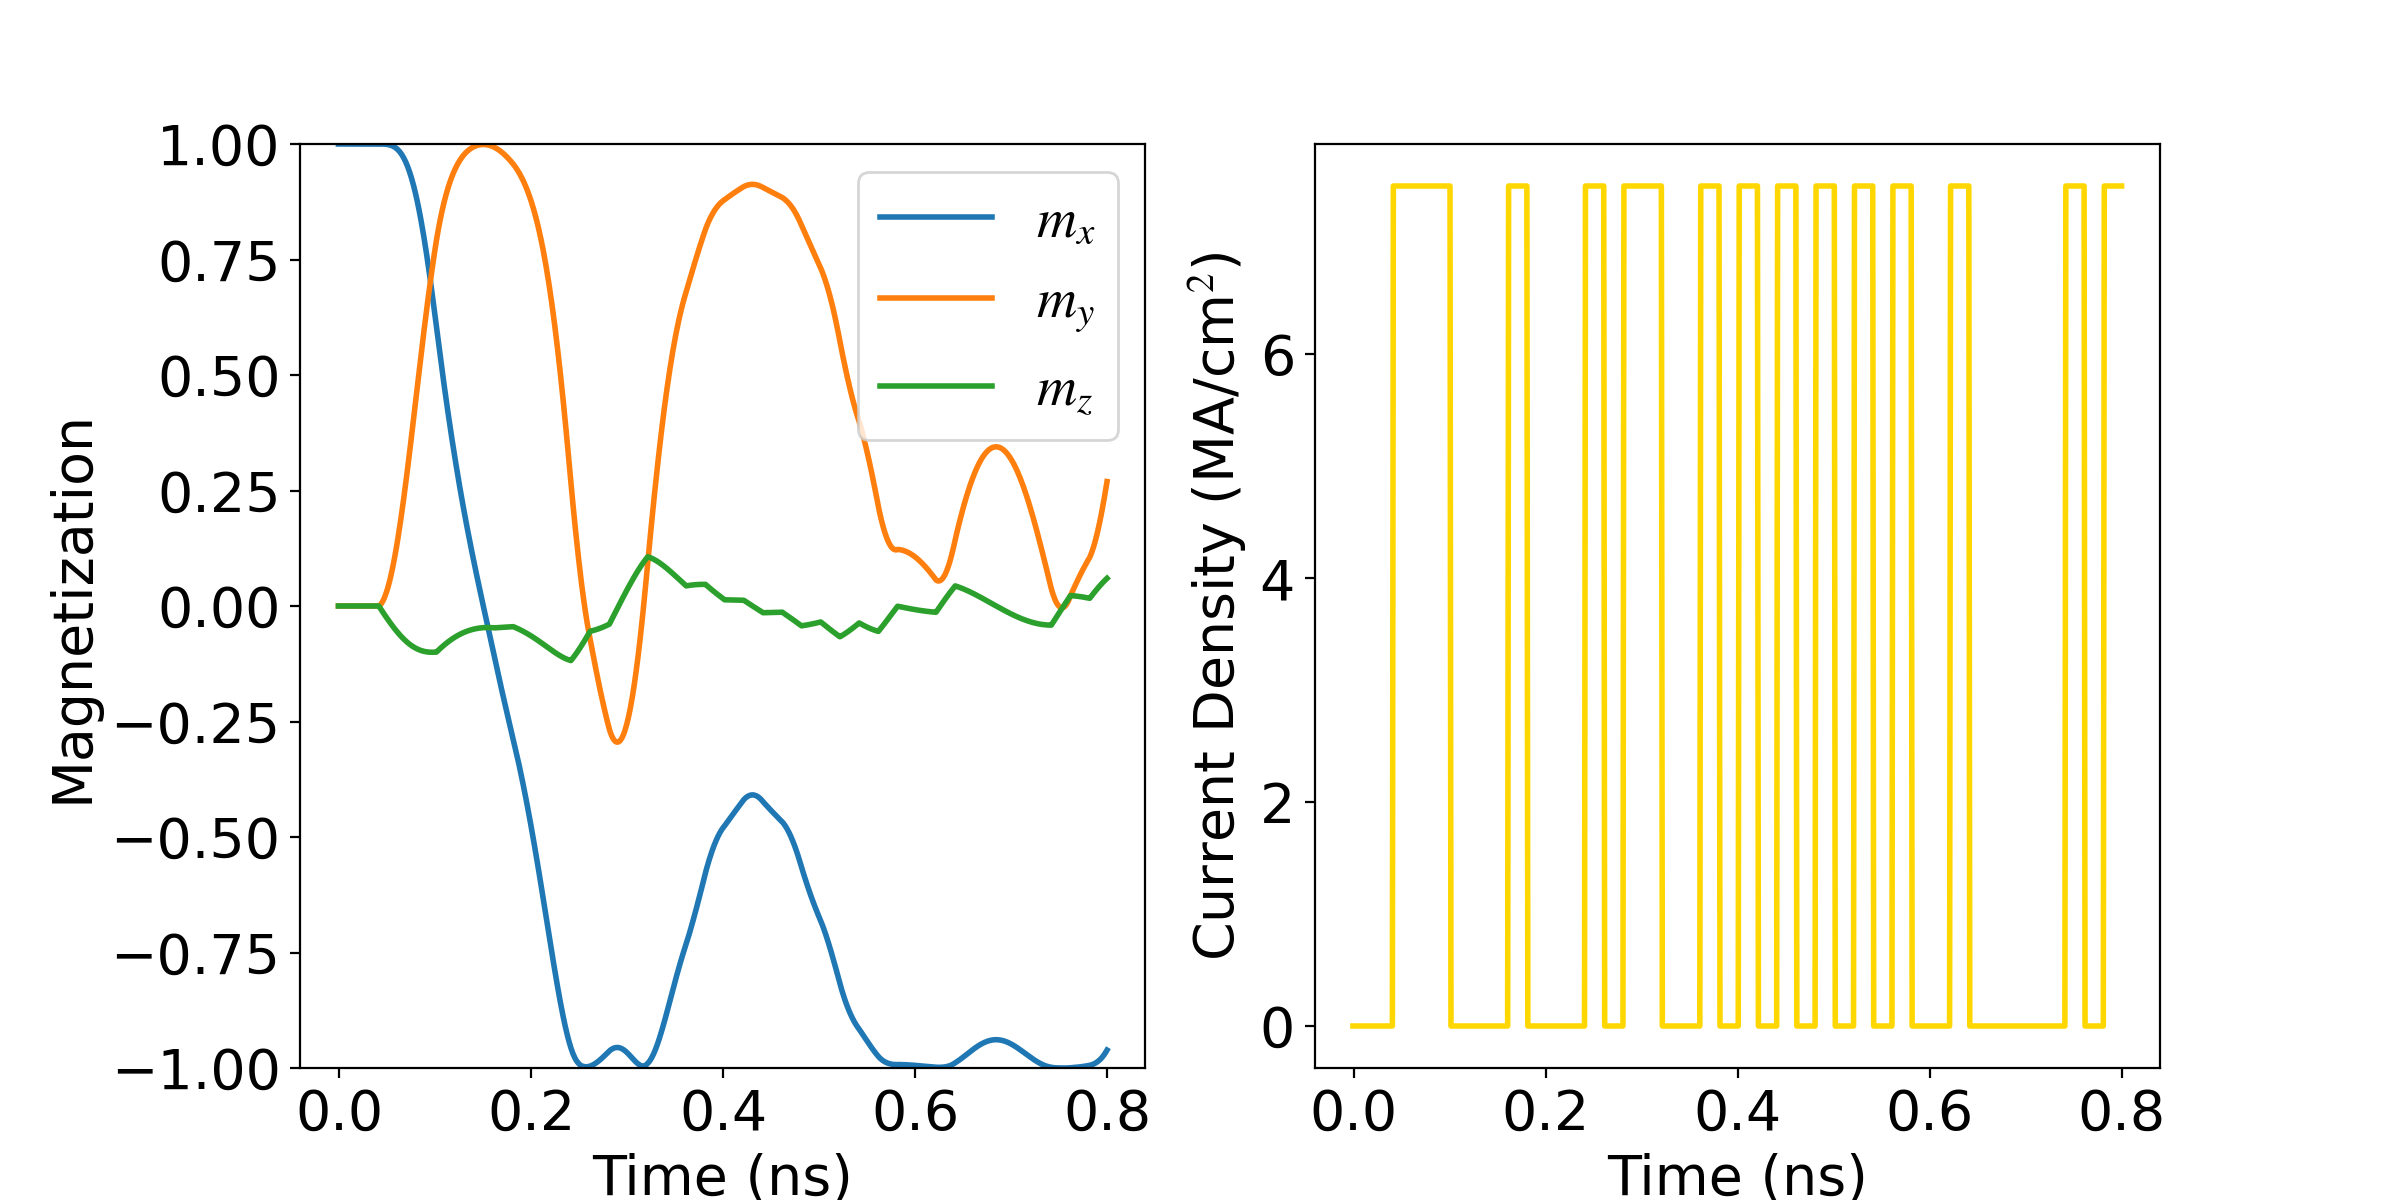 1.00
0.75
0.50
0.25
0.00
−0.25
−0.50
−0.75
−1.00
Magnetization
0.0 0.2 0.4 0.6 0.8
Time (ns)
m_x
m_y
m_z
6
4
2
0
Current Density (MA/cm²)
0.0 0.2 0.4 0.6 0.8
Time (ns)